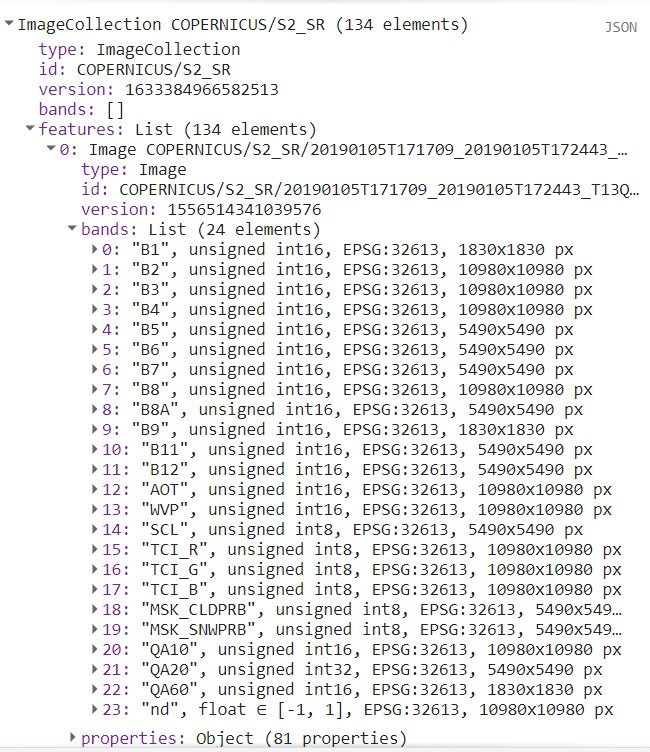 ImageCollection COPERNICUS/S2_SR (134 elements) JSON
type: ImageCollection
id: COPERNICUS/S2_SR
version: 1633384966582513
bands: []
features: List (134 elements)
0: Image COPERNICUS/S2_SR/20190105T171709_20190105T172443_…
type: Image
id: COPERNICUS/S2_SR/20190105T171709_20190105T172443_T13Q…
version: 1556514341039576
bands: List (24 elements)
0: "B1", unsigned int16, EPSG:32613, 1830x1830 px
1: "B2", unsigned int16, EPSG:32613, 10980x10980 px
2: "B3", unsigned int16, EPSG:32613, 10980x10980 px
3: "B4", unsigned int16, EPSG:32613, 10980x10980 px
4: "B5", unsigned int16, EPSG:32613, 5490x5490 px
5: "B6", unsigned int16, EPSG:32613, 5490x5490 px
6: "B7", unsigned int16, EPSG:32613, 5490x5490 px
7: "B8", unsigned int16, EPSG:32613, 10980x10980 px
8: "B8A", unsigned int16, EPSG:32613, 5490x5490 px
9: "B9", unsigned int16, EPSG:32613, 1830x1830 px
10: "B11", unsigned int16, EPSG:32613, 5490x5490 px
11: "B12", unsigned int16, EPSG:32613, 5490x5490 px
12: "AOT", unsigned int16, EPSG:32613, 10980x10980 px
13: "WVP", unsigned int16, EPSG:32613, 10980x10980 px
14: "SCL", unsigned int8, EPSG:32613, 5490x5490 px
15: "TCI_R", unsigned int8, EPSG:32613, 10980x10980 px
16: "TCI_G", unsigned int8, EPSG:32613, 10980x10980 px
17: "TCI_B", unsigned int8, EPSG:32613, 10980x10980 px
18: "MSK_CLDPRB", unsigned int8, EPSG:32613, 5490x549…
19: "MSK_SNWPRB", unsigned int8, EPSG:32613, 5490x549…
20: "QA10", unsigned int16, EPSG:32613, 10980x10980 px
21: "QA20", unsigned int32, EPSG:32613, 5490x5490 px
22: "QA60", unsigned int16, EPSG:32613, 1830x1830 px
23: "nd", float ∈ [-1, 1], EPSG:32613, 10980x10980 px
properties: Object (81 properties)